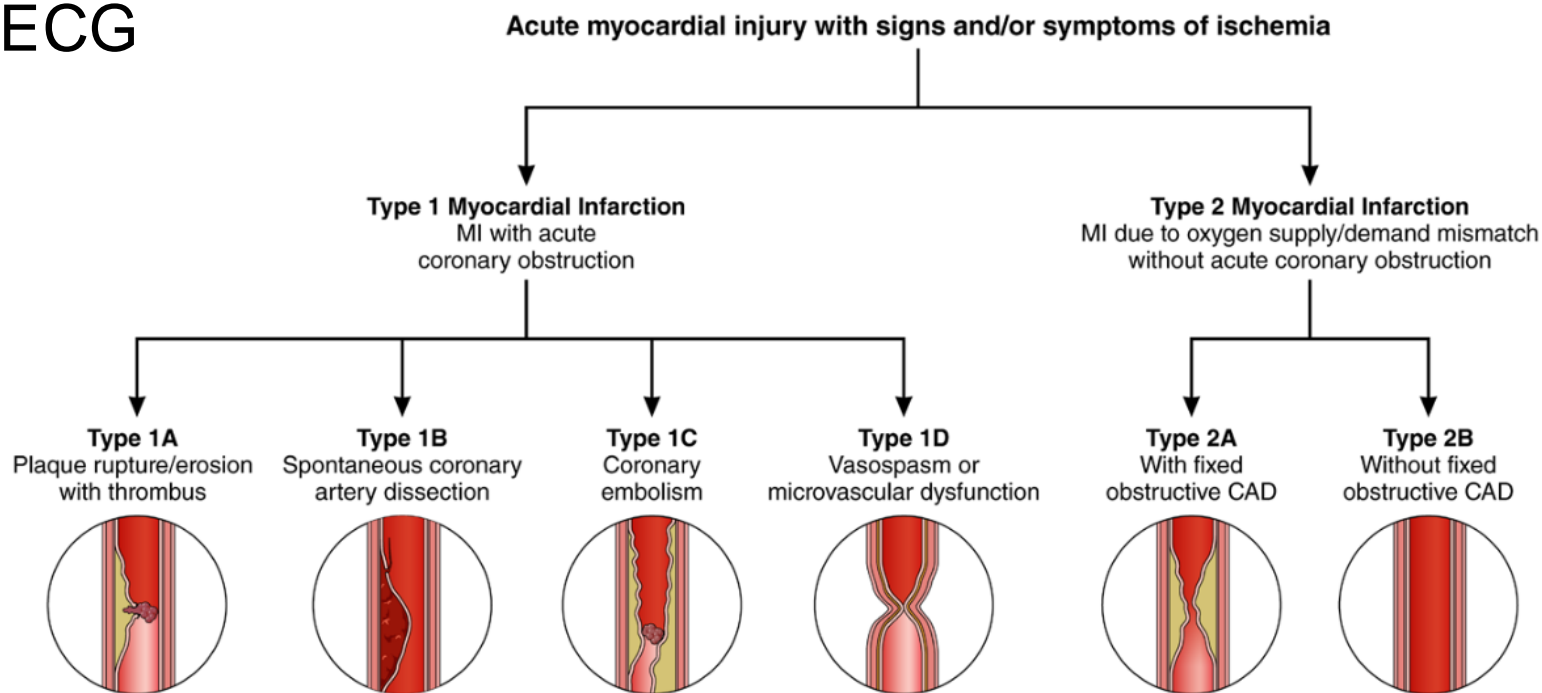 ECG
Acute myocardial injury with signs and/or symptoms of ischemia
Type 1 Myocardial Infarction
MI with acute
coronary obstruction
Type 2 Myocardial Infarction
MI due to oxygen supply/demand mismatch
without acute coronary obstruction
Type 1A
Plaque rupture/erosion
with thrombus
Type 1B
Spontaneous coronary
artery dissection
Type 1C
Coronary
embolism
Type 1D
Vasospasm or
microvascular dysfunction
Type 2A
With fixed
obstructive CAD
Type 2B
Without fixed
obstructive CAD